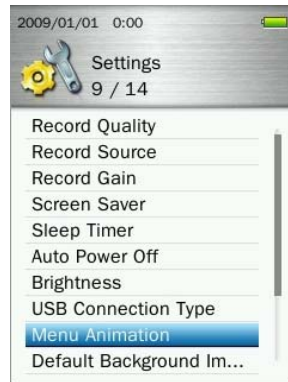 2009/01/01 0:00
Settings
9 / 14
Record Quality
Record Source
Record Gain
Screen Saver
Sleep Timer
Auto Power Off
Brightness
USB Connection Type
Menu Animation
Default Background Im...